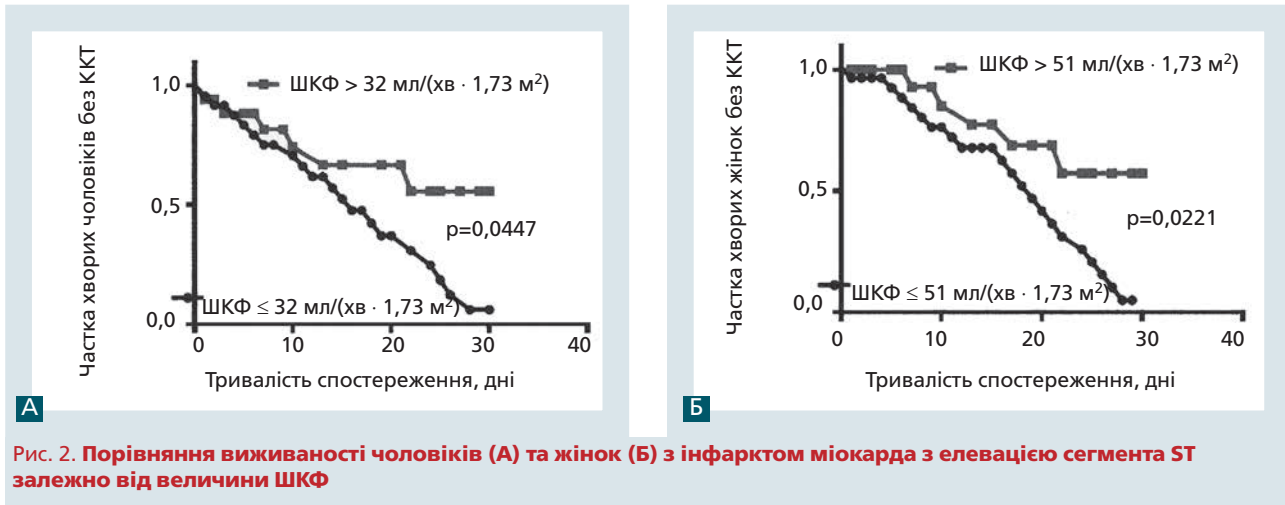 Частка хворих чоловіків без ККТ
1,0
0,5
0,0
ШКФ > 32 мл/(хв · 1,73 м²)
p=0,0447
ШКФ ≤ 32 мл/(хв · 1,73 м²)
0 10 20 30 40
Тривалість спостереження, дні
А
Частка хворих жінок без ККТ
1,0
0,5
0,0
ШКФ > 51 мл/(хв · 1,73 м²)
p=0,0221
ШКФ ≤ 51 мл/(хв · 1,73 м²)
0 10 20 30 40
Тривалість спостереження, дні
Б
Рис. 2. Порівняння виживаності чоловіків (А) та жінок (Б) з інфарктом міокарда з елевацією сегмента ST
залежно від величини ШКФ